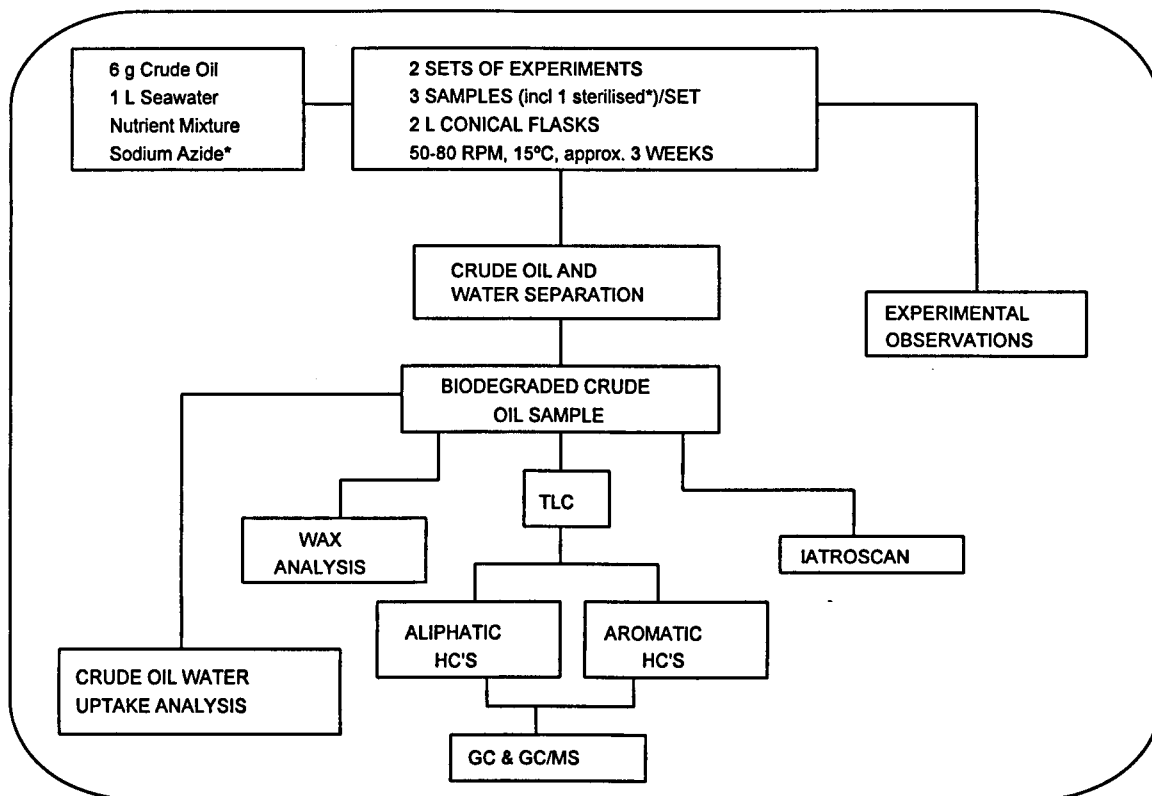 6 g Crude Oil
1 L Seawater
Nutrient Mixture
Sodium Azide*
2 SETS OF EXPERIMENTS
3 SAMPLES (incl 1 sterilised*)/SET
2 L CONICAL FLASKS
50-80 RPM, 15ºC, approx. 3 WEEKS
CRUDE OIL AND
WATER SEPARATION
EXPERIMENTAL
OBSERVATIONS
BIODEGRADED CRUDE
OIL SAMPLE
TLC
WAX
ANALYSIS
IATROSCAN
ALIPHATIC
HC'S
AROMATIC
HC'S
CRUDE OIL WATER
UPTAKE ANALYSIS
GC & GC/MS